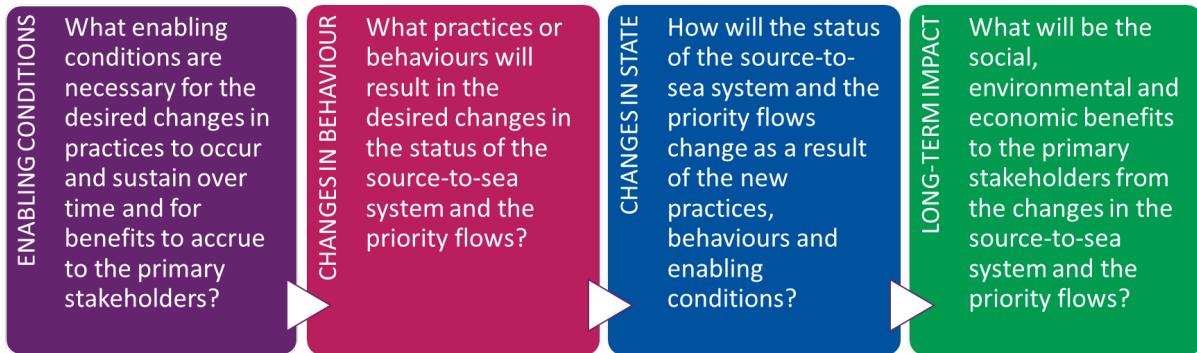 ENABLING CONDITIONS
What enabling
conditions are
necessary for the
desired changes in
practices to occur
and sustain over
time and for
benefits to accrue
to the primary
stakeholders?
CHANGES IN BEHAVIOUR
What practices or
behaviours will
result in the
desired changes in
the status of the
source-to-sea
system and the
priority flows?
CHANGES IN STATE
How will the status
of the source-to-
sea system and the
priority flows
change as a result
of the new
practices,
behaviours and
enabling
conditions?
LONG-TERM IMPACT
What will be the
social,
environmental and
economic benefits
to the primary
stakeholders from
the changes in the
source-to-sea
system and the
priority flows?